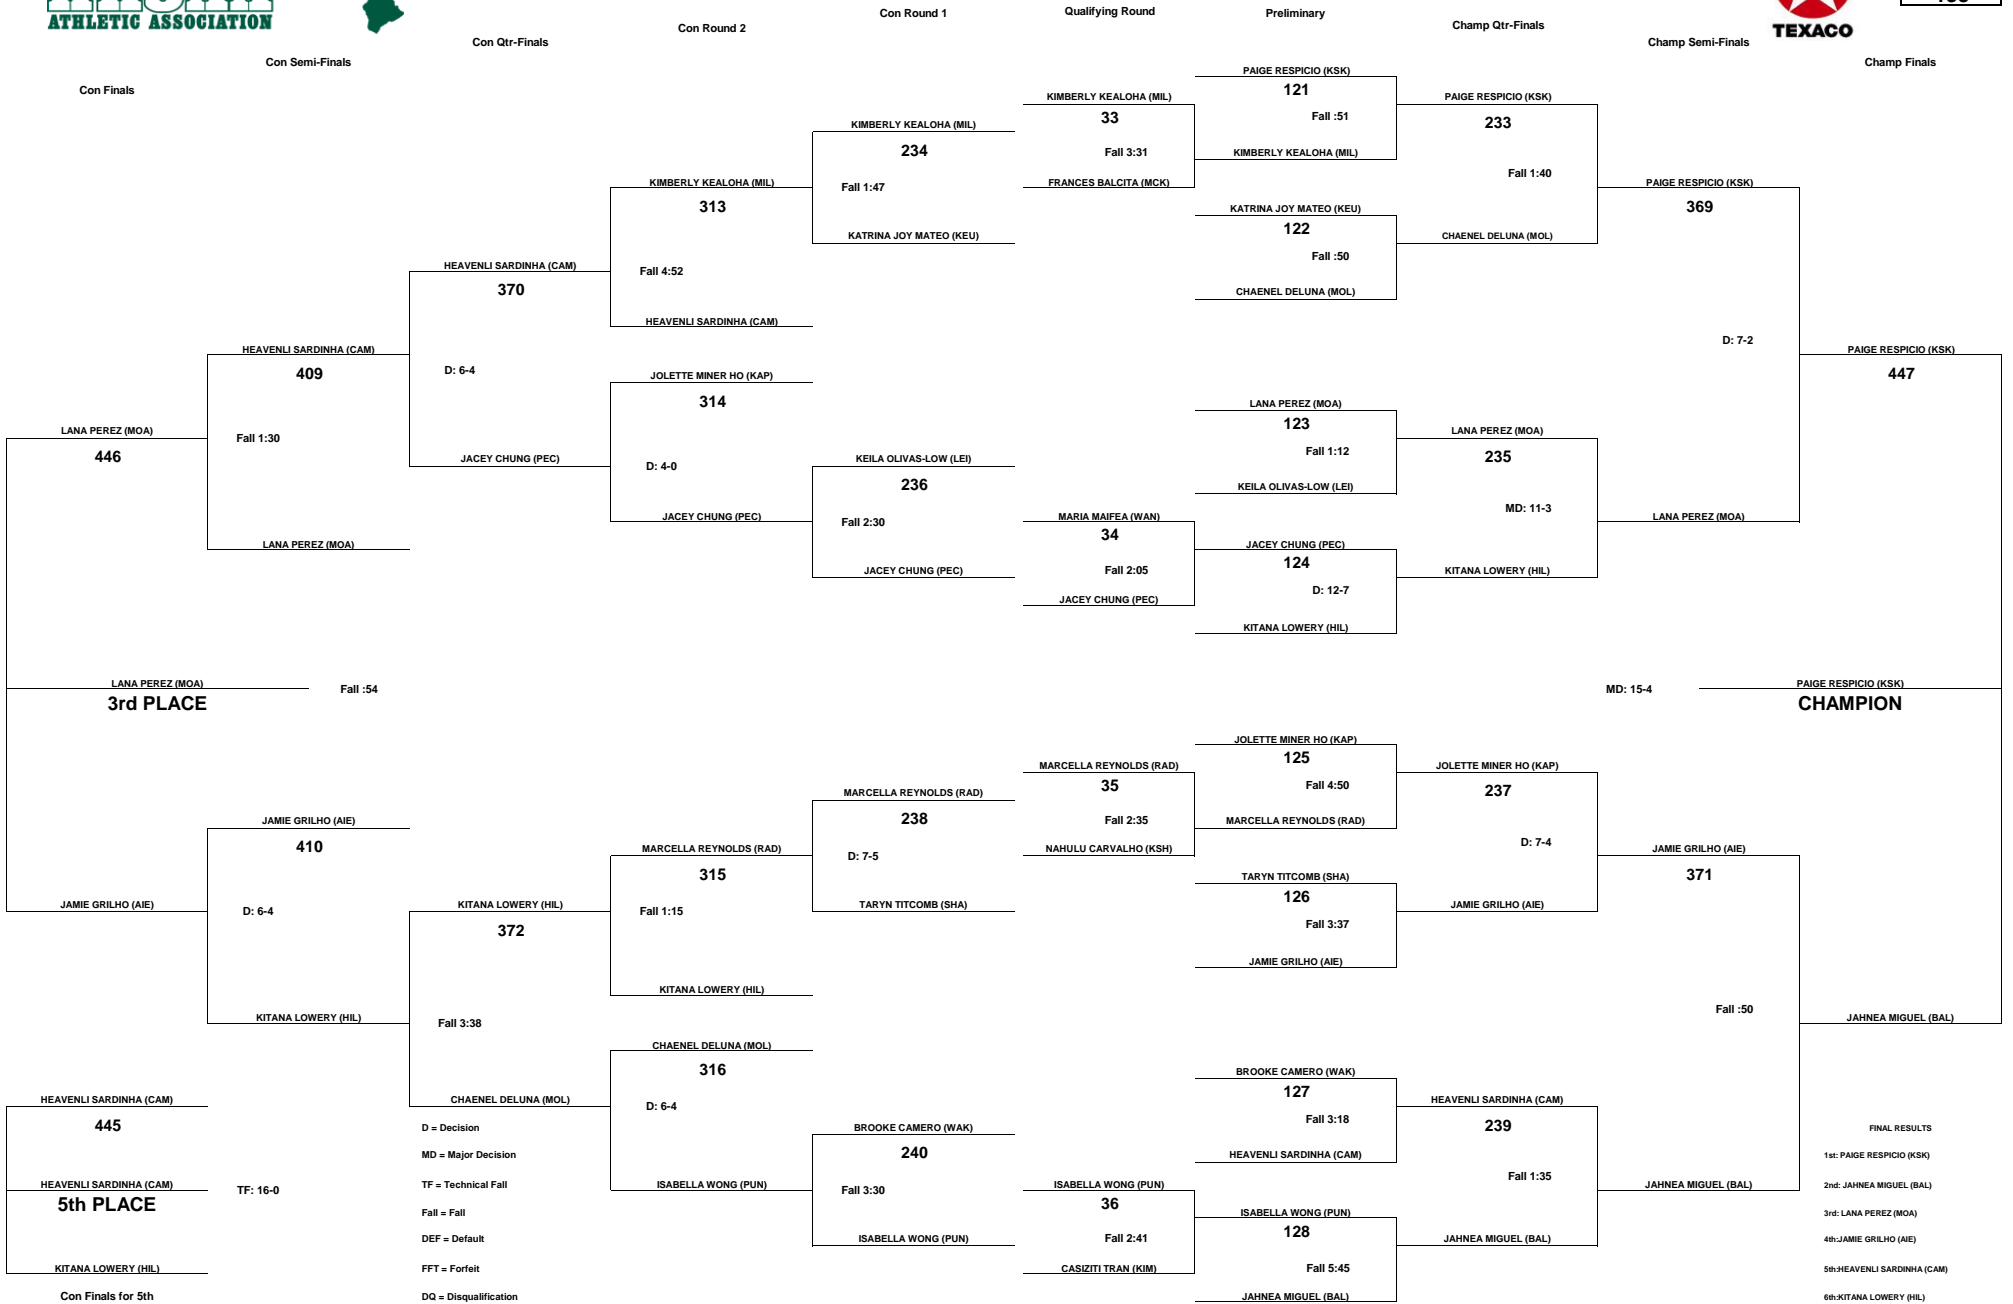 ATHLETIC ASSOCIATION
TEXACO
Con Finals
Con Semi-Finals
Con Qtr-Finals
Con Round 2
Con Round 1
Qualifying Round
Preliminary
Champ Qtr-Finals
Champ Semi-Finals
Champ Finals
LANA PEREZ (MOA)
446
LANA PEREZ (MOA)
3rd PLACE
Fall :54
JAMIE GRILHO (AIE)
HEAVENLI SARDINHA (CAM)
445
HEAVENLI SARDINHA (CAM)
5th PLACE
TF: 16-0
KITANA LOWERY (HIL)
Con Finals for 5th
HEAVENLI SARDINHA (CAM)
409
Fall 1:30
LANA PEREZ (MOA)
JAMIE GRILHO (AIE)
410
D: 6-4
KITANA LOWERY (HIL)
HEAVENLI SARDINHA (CAM)
370
D: 6-4
JACEY CHUNG (PEC)
KITANA LOWERY (HIL)
372
Fall 3:38
CHAENEL DELUNA (MOL)
D = Decision
MD = Major Decision
TF = Technical Fall
Fall = Fall
DEF = Default
FFT = Forfeit
DQ = Disqualification
KIMBERLY KEALOHA (MIL)
313
Fall 4:52
HEAVENLI SARDINHA (CAM)
JOLETTE MINER HO (KAP)
314
D: 4-0
JACEY CHUNG (PEC)
MARCELLA REYNOLDS (RAD)
315
Fall 1:15
KITANA LOWERY (HIL)
CHAENEL DELUNA (MOL)
316
D: 6-4
ISABELLA WONG (PUN)
KIMBERLY KEALOHA (MIL)
234
Fall 1:47
KATRINA JOY MATEO (KEU)
KEILA OLIVAS-LOW (LEI)
236
Fall 2:30
JACEY CHUNG (PEC)
MARCELLA REYNOLDS (RAD)
238
D: 7-5
TARYN TITCOMB (SHA)
BROOKE CAMERO (WAK)
240
Fall 3:30
ISABELLA WONG (PUN)
KIMBERLY KEALOHA (MIL)
33
Fall 3:31
FRANCES BALCITA (MCK)
MARIA MAIFEA (WAN)
34
Fall 2:05
JACEY CHUNG (PEC)
MARCELLA REYNOLDS (RAD)
35
Fall 2:35
NAHULU CARVALHO (KSH)
ISABELLA WONG (PUN)
36
Fall 2:41
CASIZITI TRAN (KIM)
PAIGE RESPICIO (KSK)
121
Fall :51
KIMBERLY KEALOHA (MIL)
KATRINA JOY MATEO (KEU)
122
Fall :50
CHAENEL DELUNA (MOL)
LANA PEREZ (MOA)
123
Fall 1:12
KEILA OLIVAS-LOW (LEI)
JACEY CHUNG (PEC)
124
D: 12-7
KITANA LOWERY (HIL)
JOLETTE MINER HO (KAP)
125
Fall 4:50
MARCELLA REYNOLDS (RAD)
TARYN TITCOMB (SHA)
126
Fall 3:37
JAMIE GRILHO (AIE)
BROOKE CAMERO (WAK)
127
Fall 3:18
HEAVENLI SARDINHA (CAM)
ISABELLA WONG (PUN)
128
Fall 5:45
JAHNEA MIGUEL (BAL)
PAIGE RESPICIO (KSK)
233
Fall 1:40
CHAENEL DELUNA (MOL)
LANA PEREZ (MOA)
235
MD: 11-3
KITANA LOWERY (HIL)
JOLETTE MINER HO (KAP)
237
D: 7-4
JAMIE GRILHO (AIE)
HEAVENLI SARDINHA (CAM)
239
Fall 1:35
JAHNEA MIGUEL (BAL)
PAIGE RESPICIO (KSK)
369
D: 7-2
LANA PEREZ (MOA)
JAMIE GRILHO (AIE)
371
Fall :50
JAHNEA MIGUEL (BAL)
PAIGE RESPICIO (KSK)
447
MD: 15-4
PAIGE RESPICIO (KSK)
CHAMPION
JAHNEA MIGUEL (BAL)
FINAL RESULTS
1st: PAIGE RESPICIO (KSK)
2nd: JAHNEA MIGUEL (BAL)
3rd: LANA PEREZ (MOA)
4th:JAMIE GRILHO (AIE)
5th:HEAVENLI SARDINHA (CAM)
6th:KITANA LOWERY (HIL)